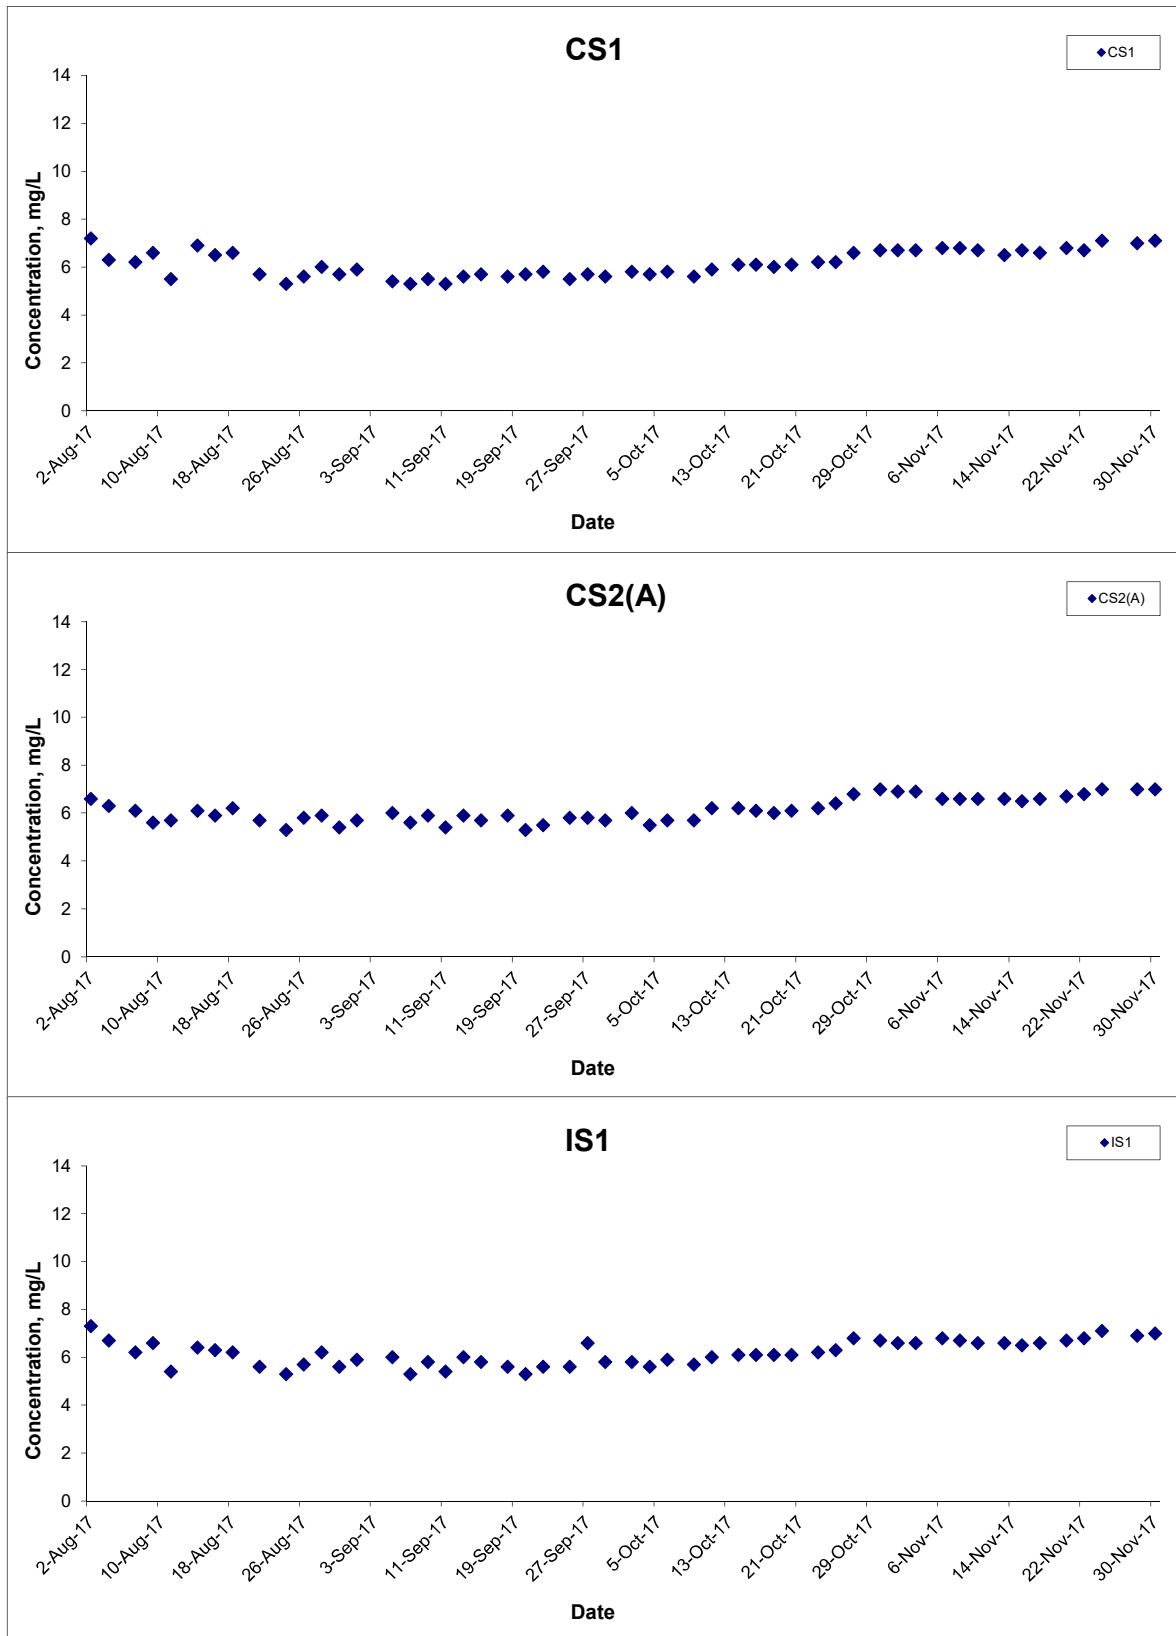 CS1
CS1
14
12
10
8
6
4
2
0
Concentration, mg/L
2-Aug-17
10-Aug-17
18-Aug-17
26-Aug-17
3-Sep-17
11-Sep-17
19-Sep-17
27-Sep-17
5-Oct-17
13-Oct-17
21-Oct-17
29-Oct-17
6-Nov-17
14-Nov-17
22-Nov-17
30-Nov-17
Date
CS2(A)
CS2(A)
14
12
10
8
6
4
2
0
Concentration, mg/L
2-Aug-17
10-Aug-17
18-Aug-17
26-Aug-17
3-Sep-17
11-Sep-17
19-Sep-17
27-Sep-17
5-Oct-17
13-Oct-17
21-Oct-17
29-Oct-17
6-Nov-17
14-Nov-17
22-Nov-17
30-Nov-17
Date
IS1
IS1
14
12
10
8
6
4
2
0
Concentration, mg/L
2-Aug-17
10-Aug-17
18-Aug-17
26-Aug-17
3-Sep-17
11-Sep-17
19-Sep-17
27-Sep-17
5-Oct-17
13-Oct-17
21-Oct-17
29-Oct-17
6-Nov-17
14-Nov-17
22-Nov-17
30-Nov-17
Date